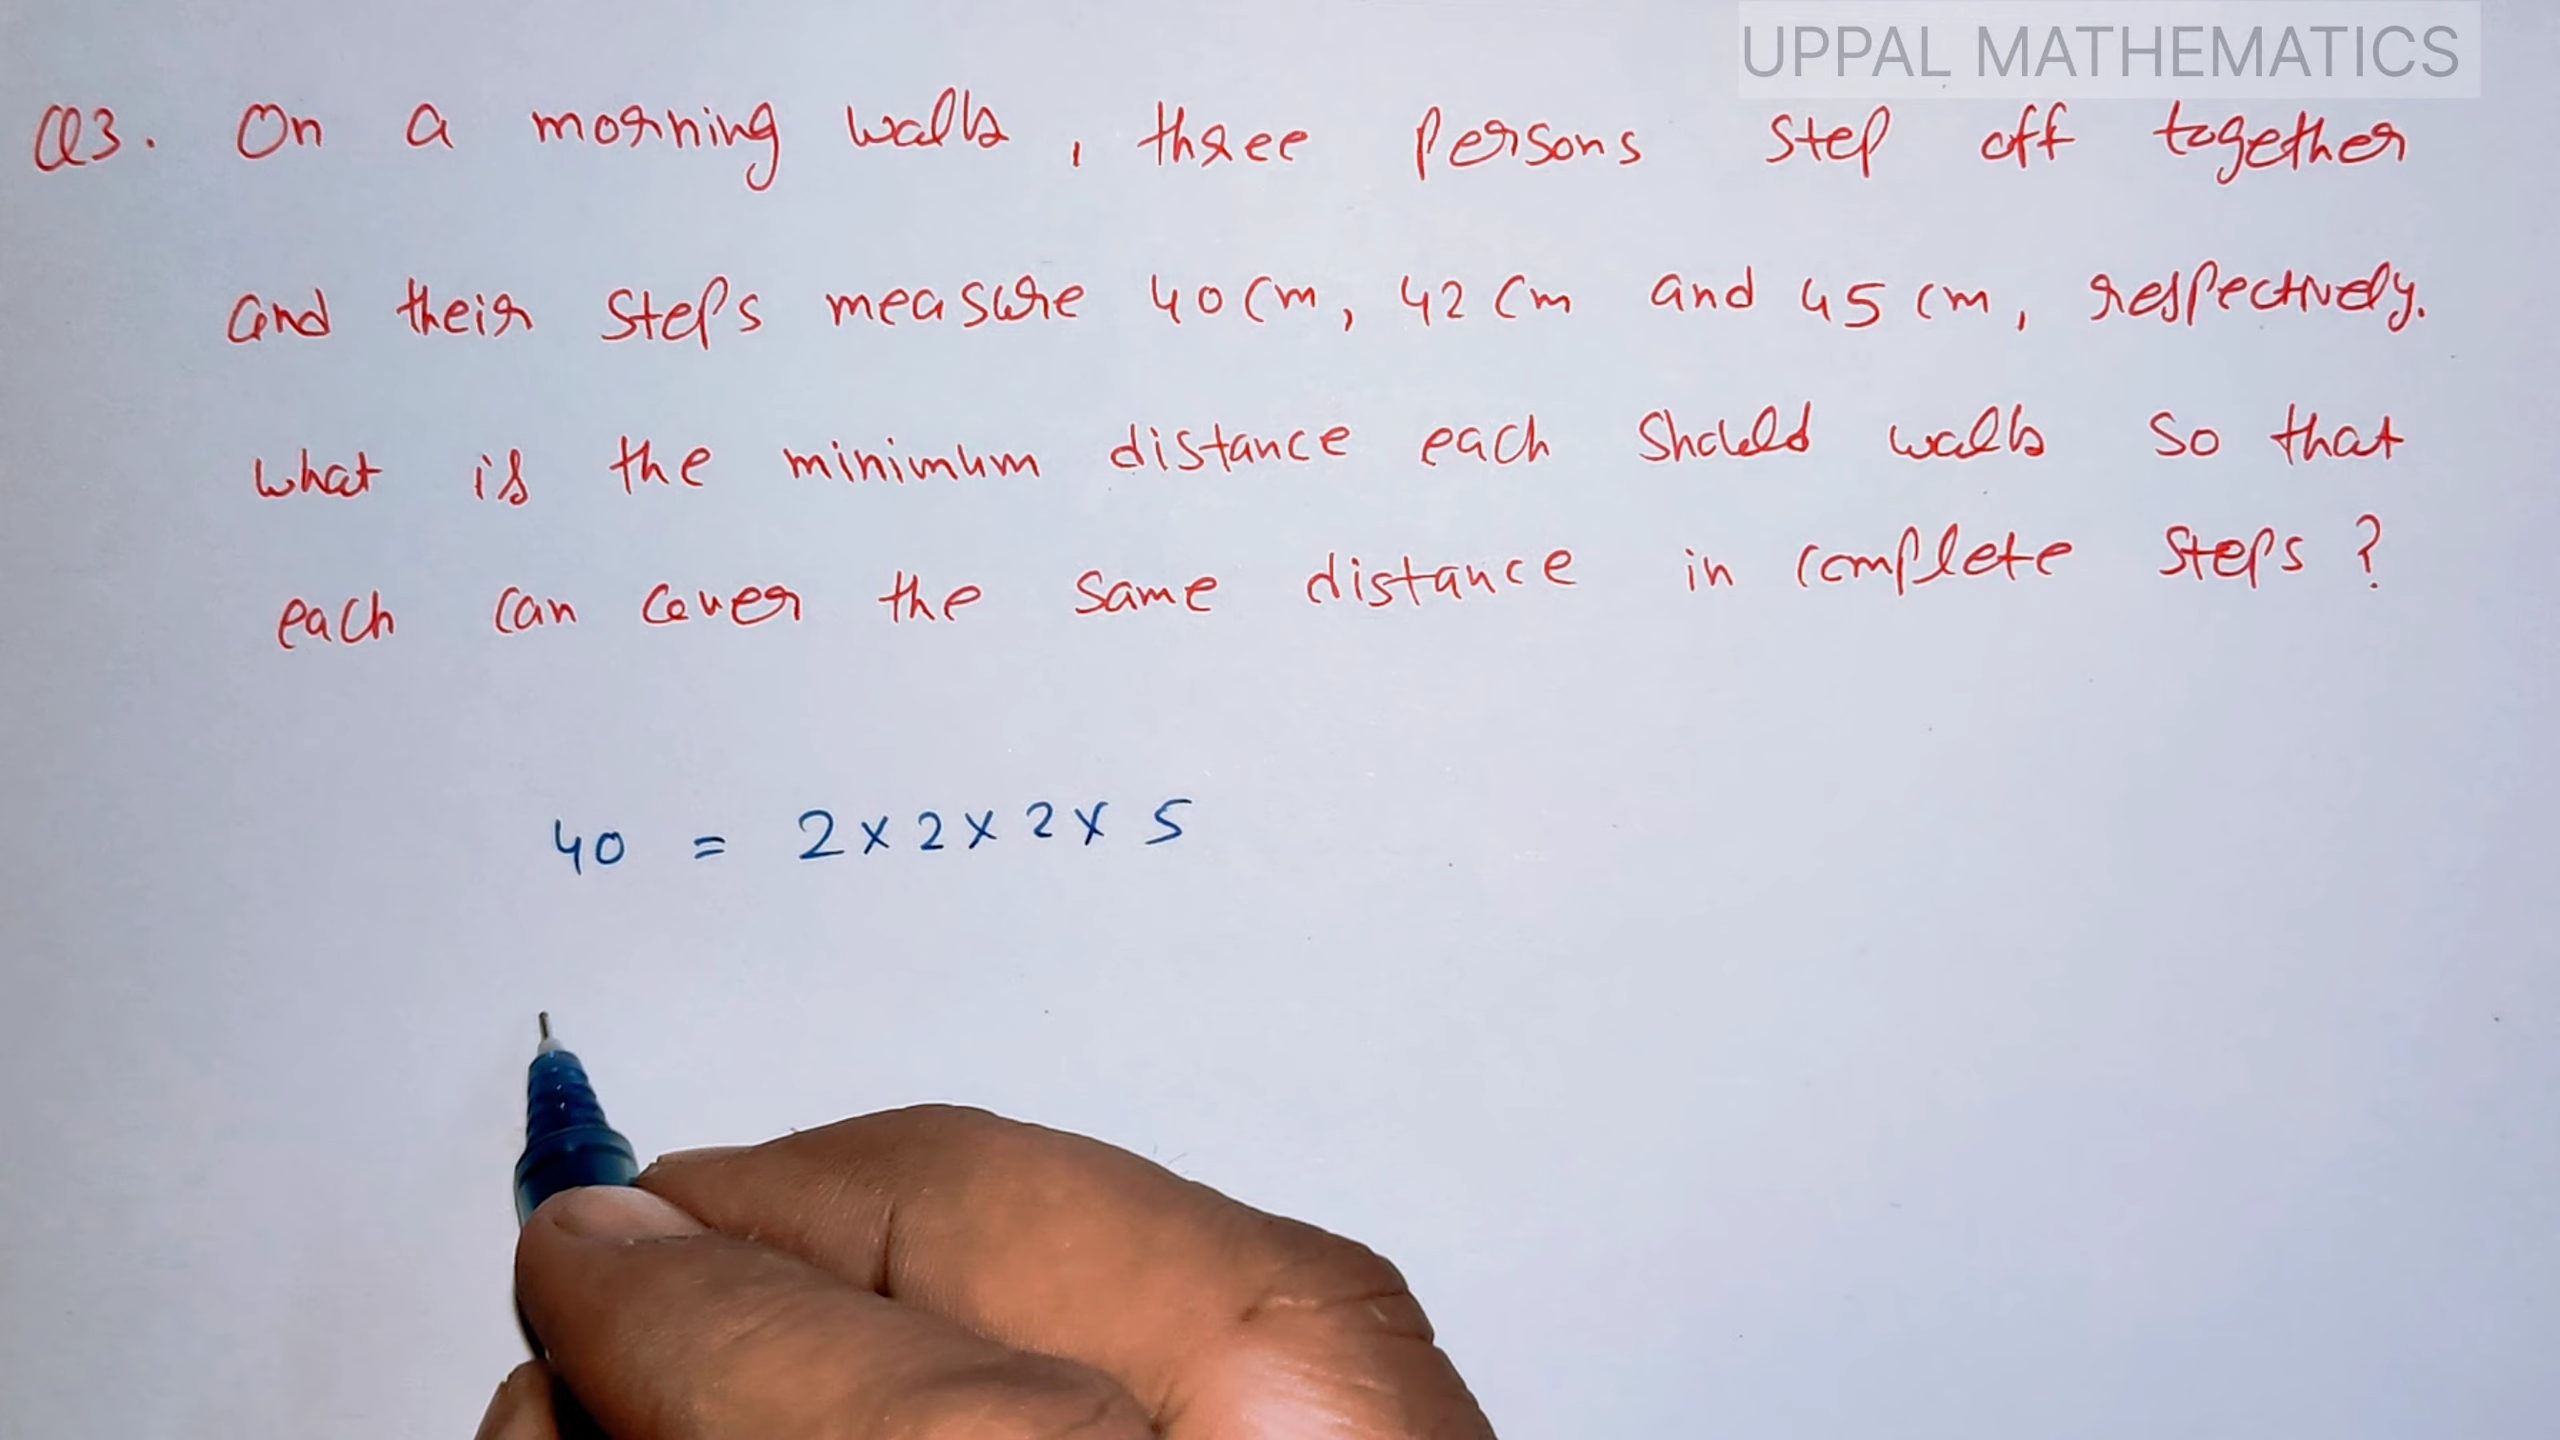 UPPAL MATHEMATICS
Q3. On a morning walk, three persons step off together
and their steps measure 40 cm, 42 cm and 45 cm, respectively.
what is the minimum distance each should walk so that
each can cover the same distance in complete steps?
40 = 2 × 2 × 2 × 5